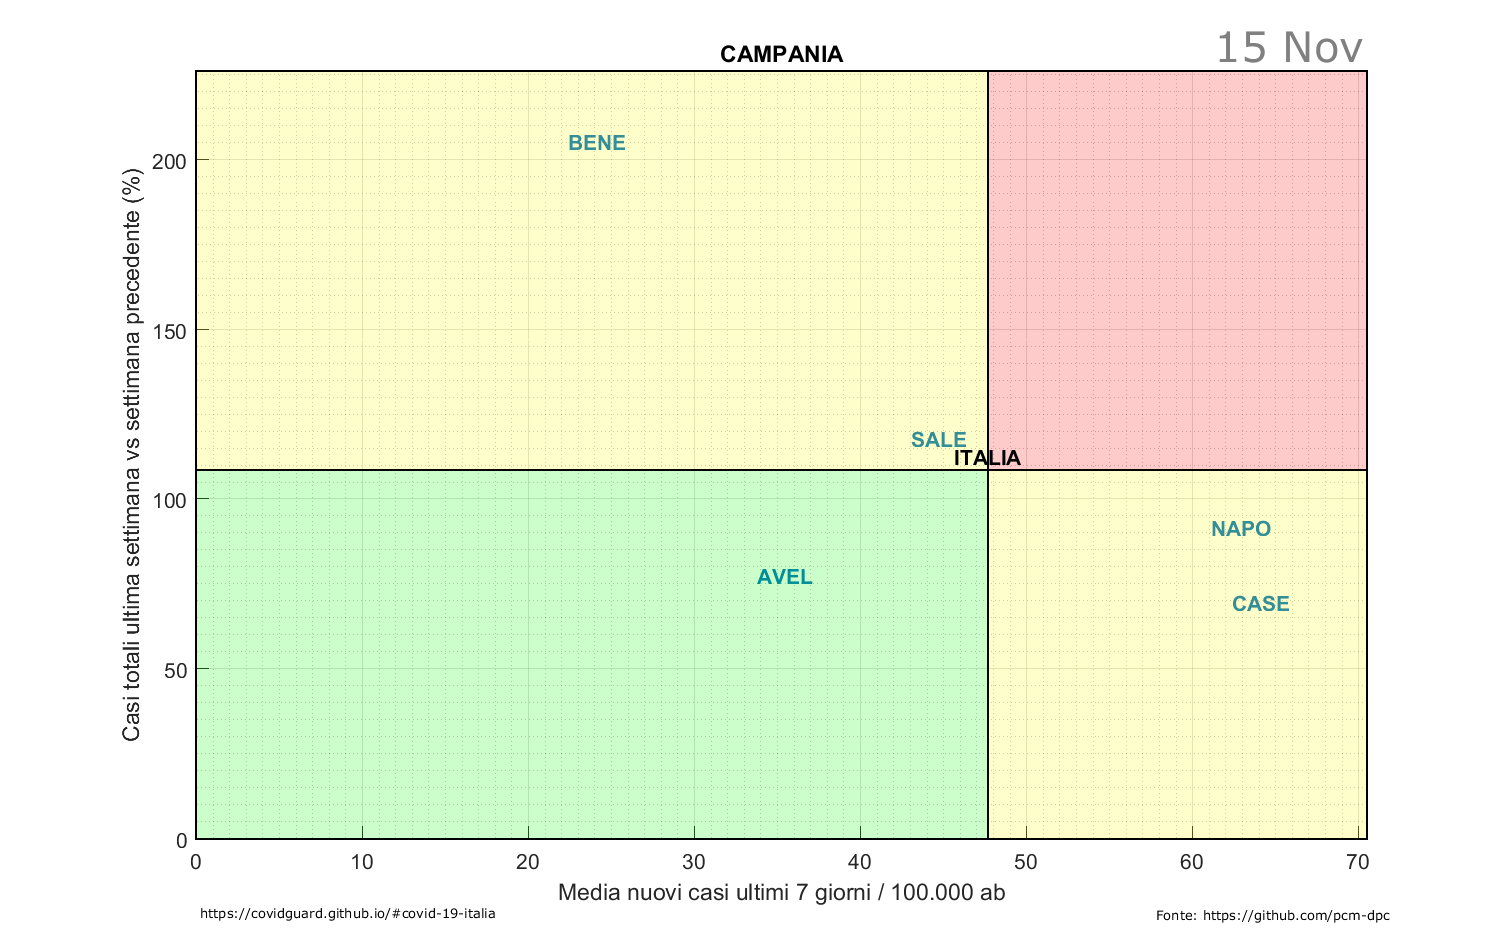 15 Nov
CAMPANIA
Casi totali ultima settimana vs settimana precedente (%)
200
150
100
50
0
BENE
SALE
ITALIA
NAPO
AVEL
CASE
0 10 20 30 40 50 60 70
Media nuovi casi ultimi 7 giorni / 100.000 ab
https://covidguard.github.io/#covid-19-italia
Fonte: https://github.com/pcm-dpc